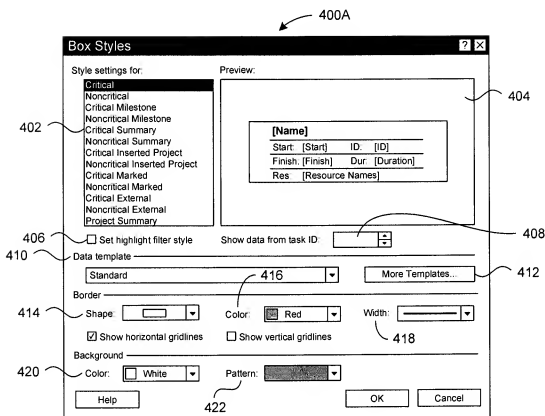 400A
Box Styles
Style settings for:
Critical
Noncritical
Critical Milestone
Noncritical Milestone
Critical Summary
Noncritical Summary
Critical Inserted Project
Noncritical Inserted Project
Critical Marked
Noncritical Marked
Critical External
Noncritical External
Project Summary
402
Preview:
404
[Name]
Start: [Start] ID: [ID]
Finish: [Finish] Dur: [Duration]
Res [Resource Names]
406
Set highlight filter style
Show data from task ID:
408
410
Data template
Standard
416
More Templates...
412
Border
414
Shape:
Color: Red
Width:
418
Show horizontal gridlines
Show vertical gridlines
Background
420
Color: White
Pattern:
422
Help
OK
Cancel